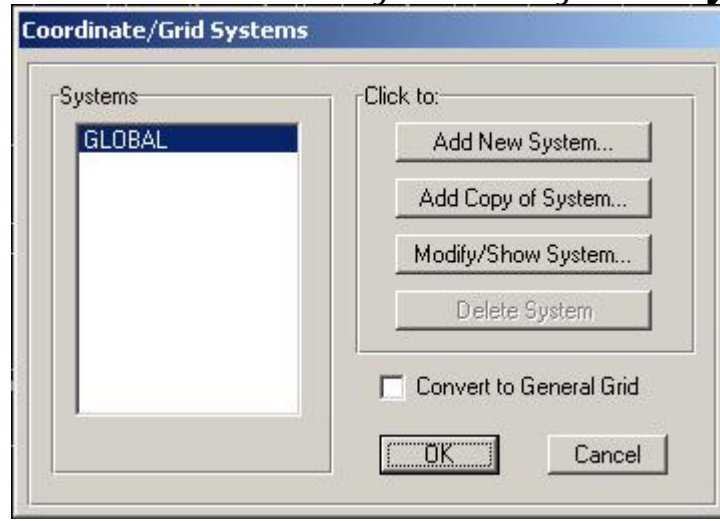 Coordinate/Grid Systems
Systems
GLOBAL
Click to:
Add New System...
Add Copy of System...
Modify/Show System...
Delete System
Convert to General Grid
OK
Cancel